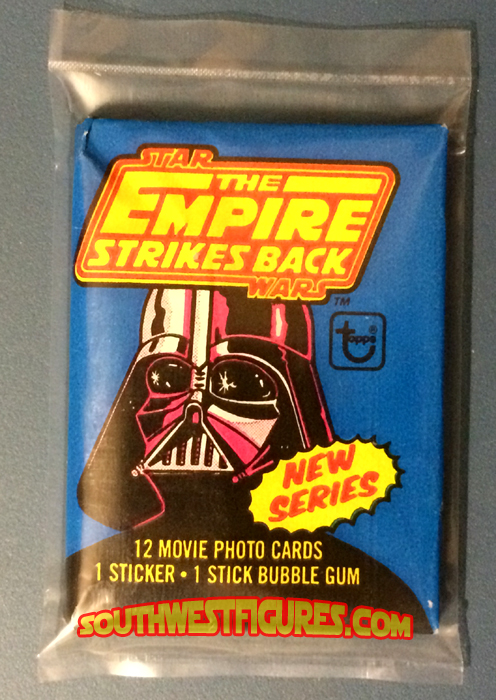 STAR
THE
EMPIRE
STRIKES BACK
WARS
TM
topps®
NEW
SERIES
12 MOVIE PHOTO CARDS
1 STICKER • 1 STICK BUBBLE GUM
SOUTHWESTFIGURES.COM